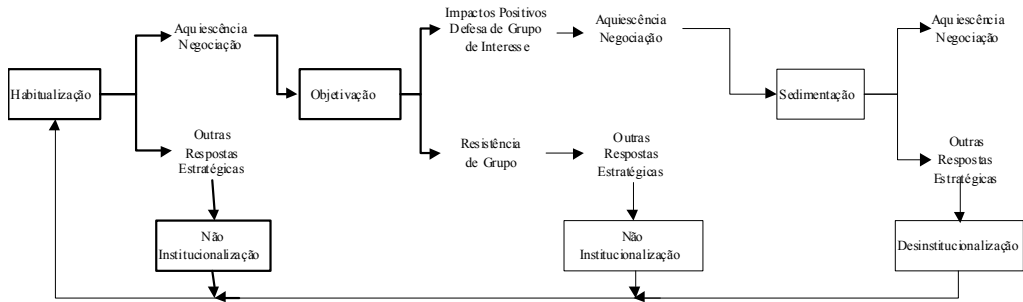 Impactos Positivos
Defesa de Grupo
de Interesse
Aquiescência
Negociação
Aquiescência
Negociação
Aquiescência
Negociação
Habitualização
Objetivação
Sedimentação
Outras
Respostas
Estratégicas
Resistência
de Grupo
Outras
Respostas
Estratégicas
Outras
Respostas
Estratégicas
Não
Institucionalização
Não
Institucionalização
Desinstitucionalização